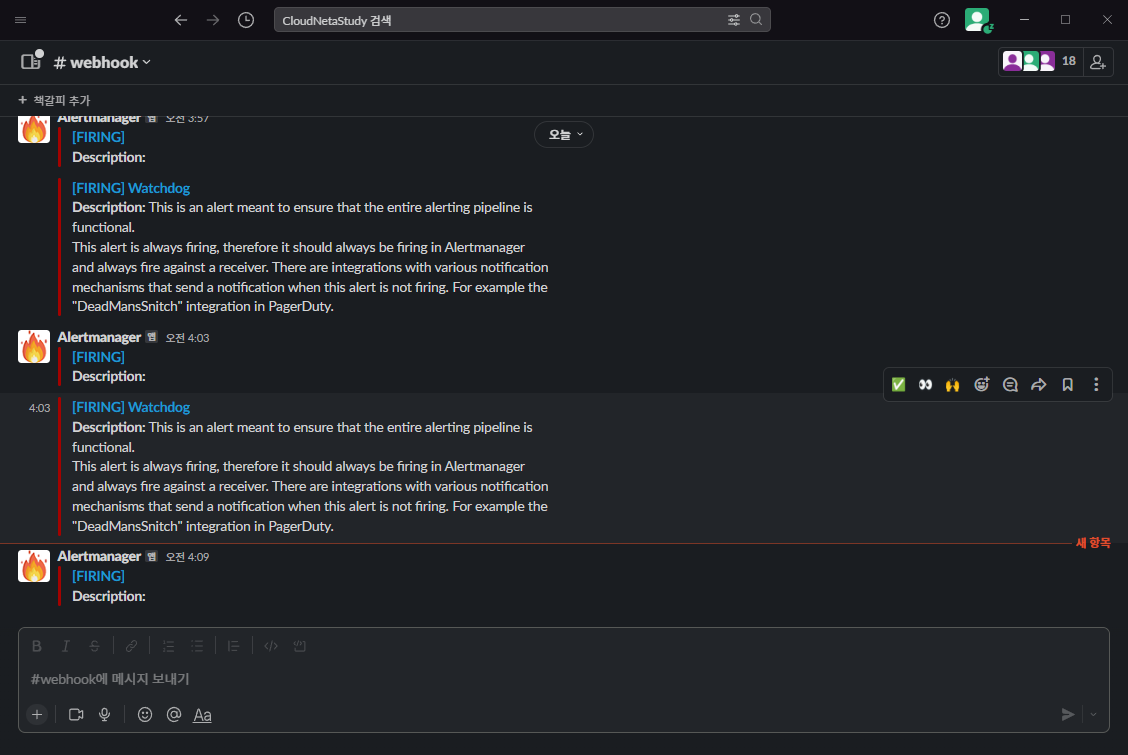 CloudNetaStudy 검색
# webhook
18
+ 책갈피 추가
오늘
Alertmanager 앱 오전 3:57
[FIRING]
Description:
[FIRING] Watchdog
Description: This is an alert meant to ensure that the entire alerting pipeline is
functional.
This alert is always firing, therefore it should always be firing in Alertmanager
and always fire against a receiver. There are integrations with various notification
mechanisms that send a notification when this alert is not firing. For example the
"DeadMansSnitch" integration in PagerDuty.
Alertmanager 앱 오전 4:03
[FIRING]
Description:
4:03
[FIRING] Watchdog
Description: This is an alert meant to ensure that the entire alerting pipeline is
functional.
This alert is always firing, therefore it should always be firing in Alertmanager
and always fire against a receiver. There are integrations with various notification
mechanisms that send a notification when this alert is not firing. For example the
"DeadMansSnitch" integration in PagerDuty.
새 항목
Alertmanager 앱 오전 4:09
[FIRING]
Description:
B I S
#webhook에 메시지 보내기
Aa